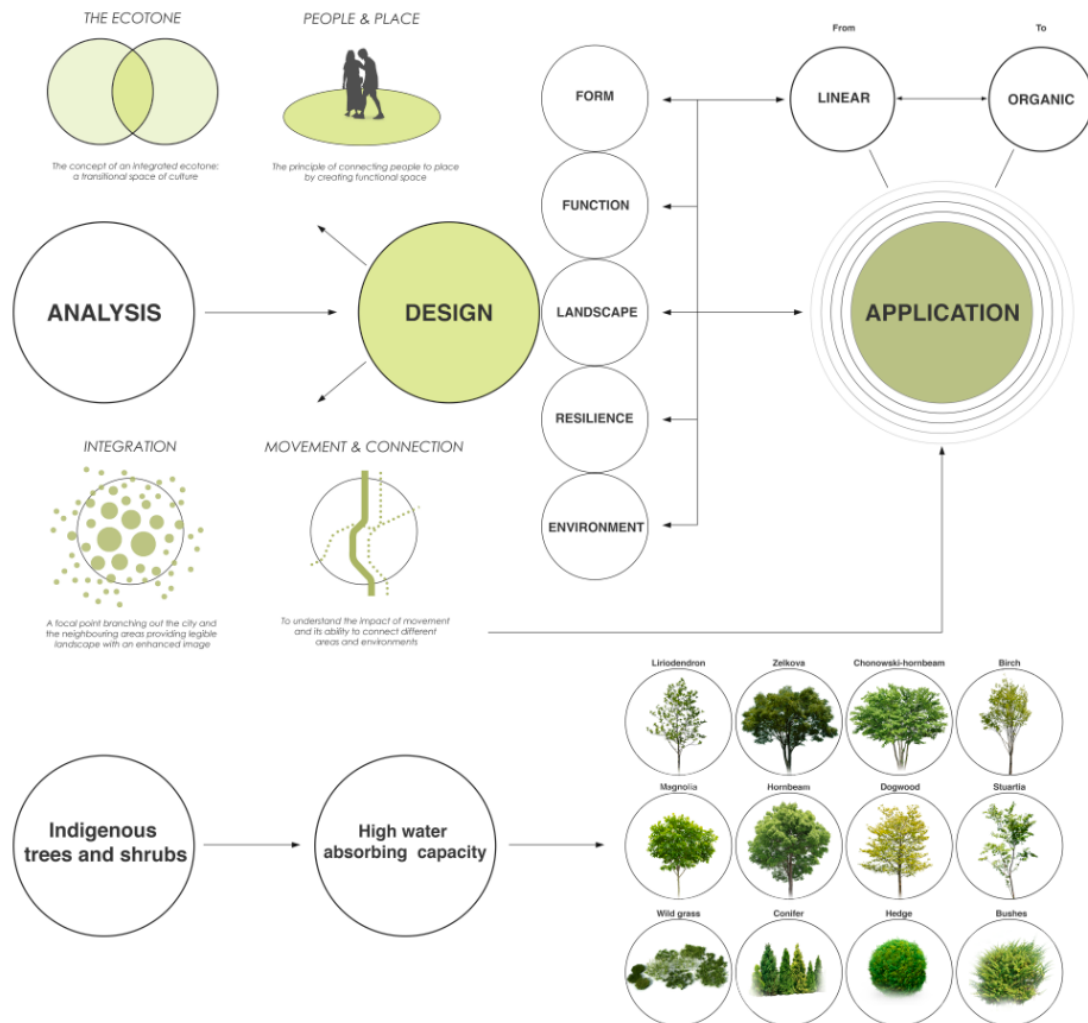 THE ECOTONE
The concept of an integrated ecotone:
a transitional space of culture
PEOPLE & PLACE
The principle of connecting people to place
by creating functional space
ANALYSIS
DESIGN
FORM
FUNCTION
LANDSCAPE
RESILIENCE
ENVIRONMENT
From
LINEAR
To
ORGANIC
APPLICATION
INTEGRATION
A focal point branching out the city and
the neighbouring areas providing legible
landscape with an enhanced image
MOVEMENT & CONNECTION
To understand the impact of movement
and its ability to connect different
areas and environments
Indigenous
trees and shrubs
High water
absorbing capacity
Liriodendron
Zelkova
Chonowski-hornbeam
Birch
Magnolia
Hornbeam
Dogwood
Stuartia
Wild grass
Conifer
Hedge
Bushes